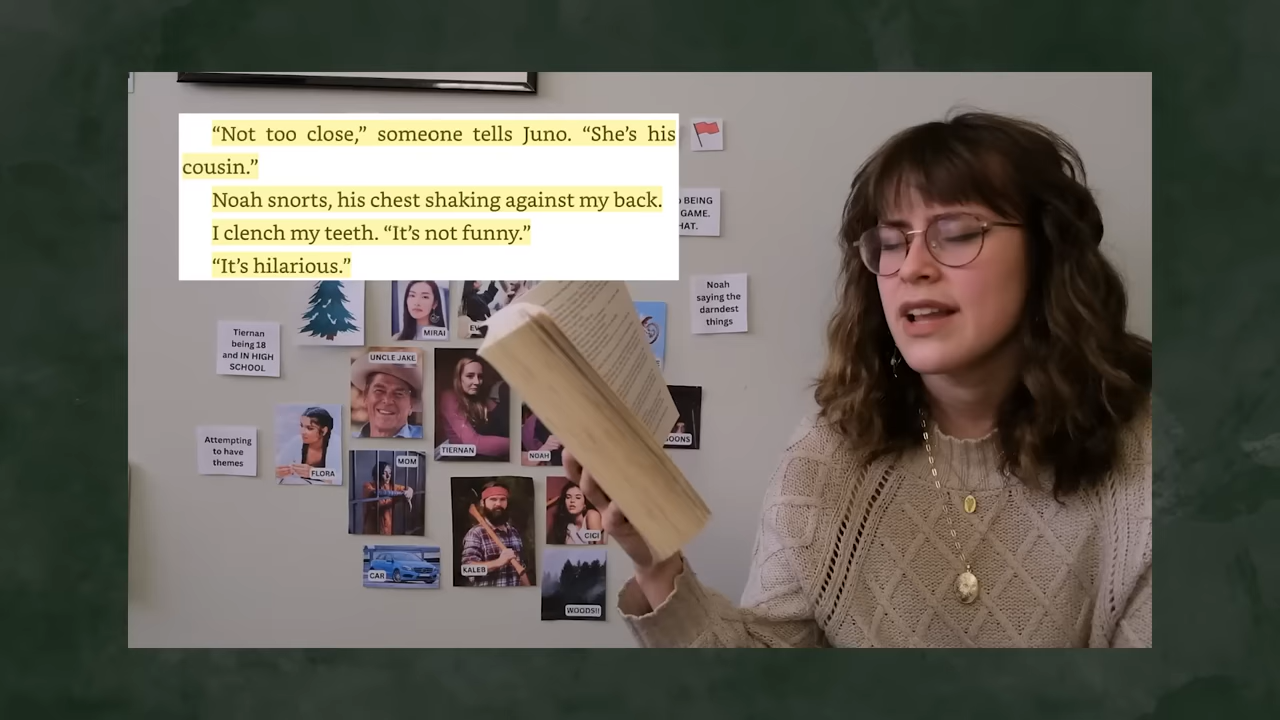 “Not too close,” someone tells Juno. “She’s his
cousin.”
Noah snorts, his chest shaking against my back.
I clench my teeth. “It’s not funny.”
“It’s hilarious.”
BEING
GAME.
HAT.
Noah
saying the
darndest
things
MIRAI
EV
Tiernan
being 18
and IN HIGH
SCHOOL
UNCLE JAKE
TIERNAN
NOAH
OONS
Attempting
to have
themes
FLORA
MOM
CICI
KALEB
CAR
WOODS!!